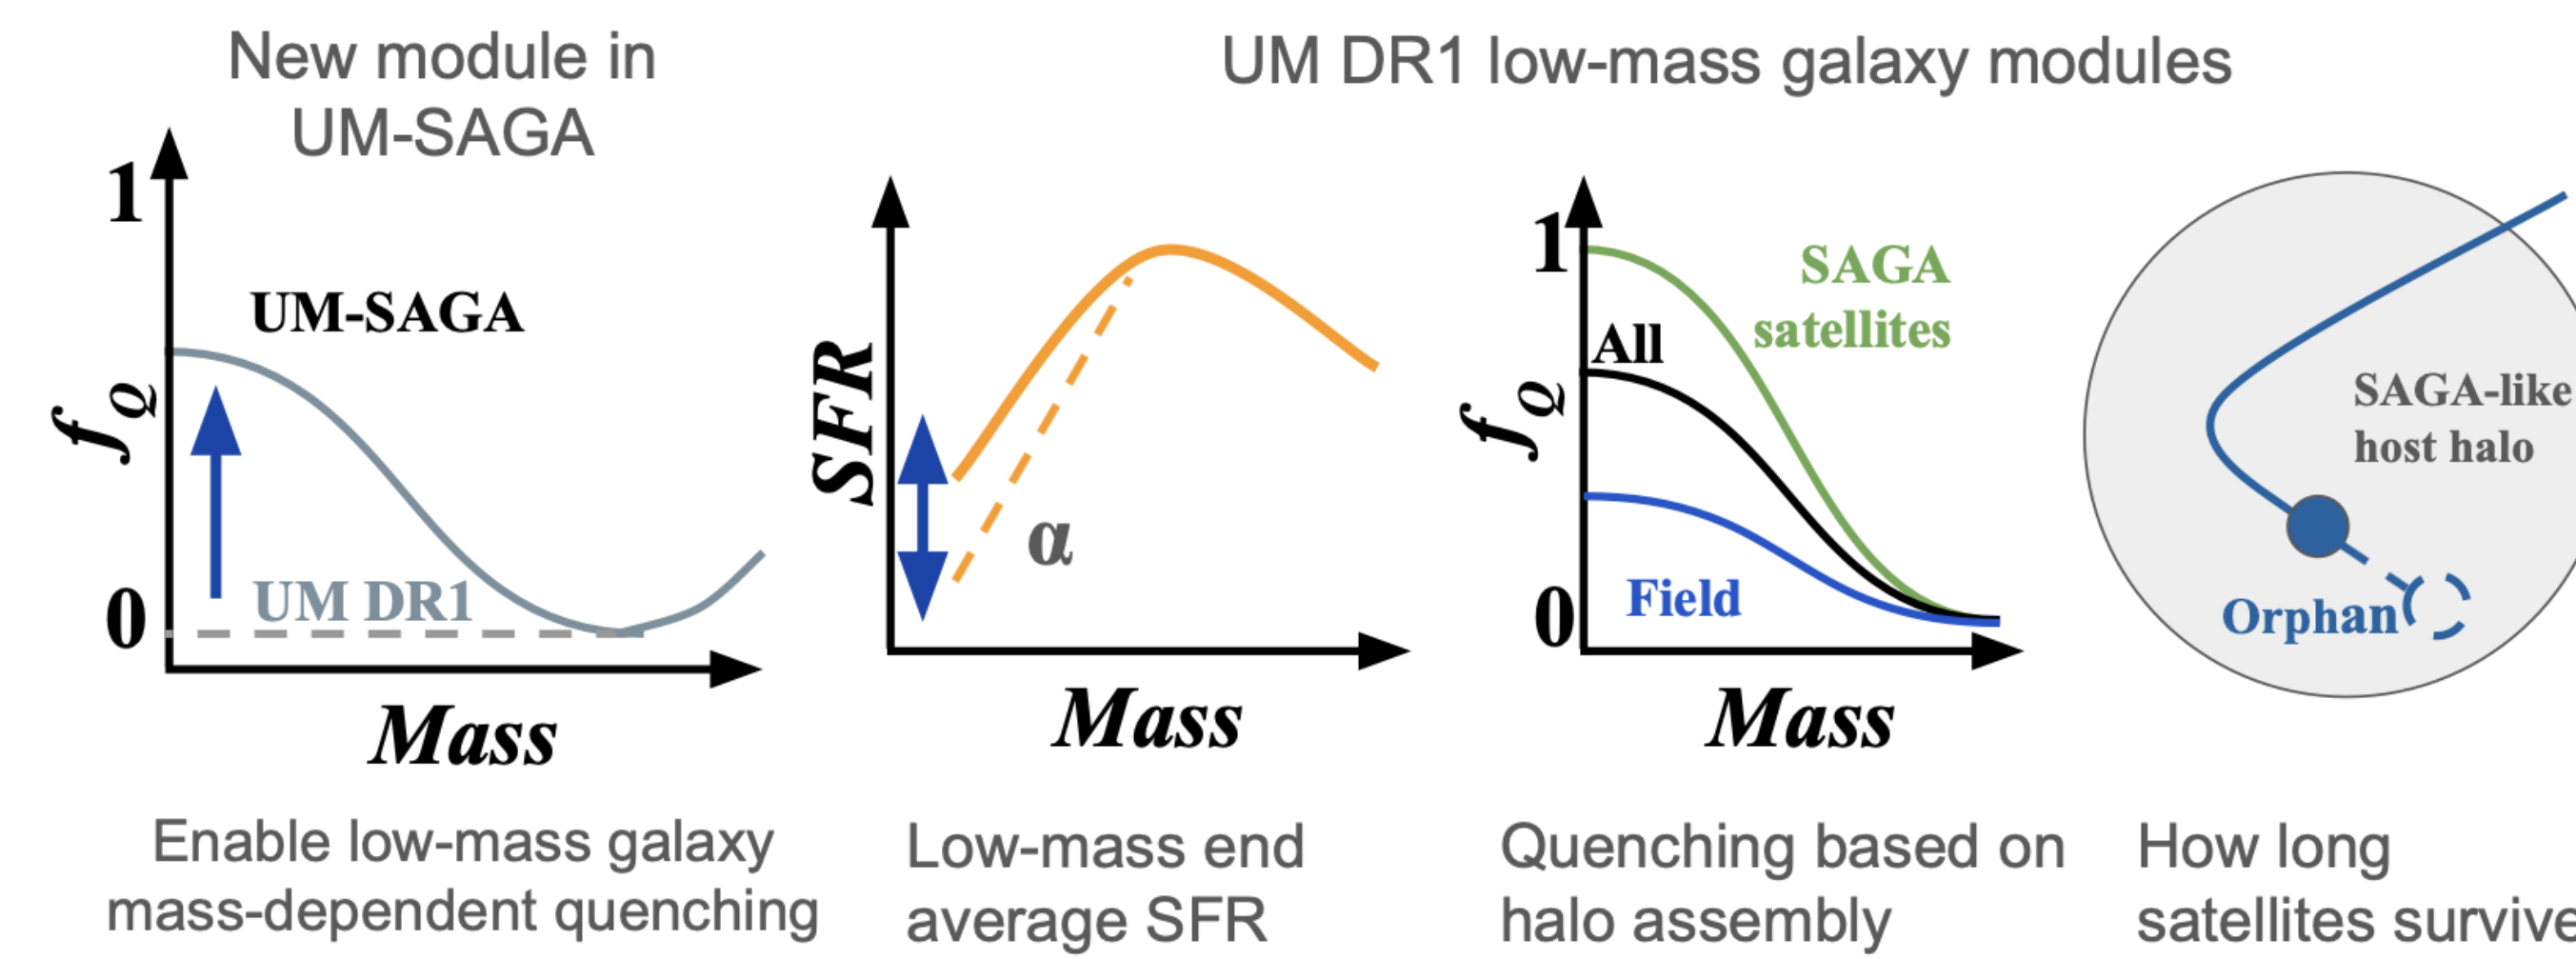 New module in
UM-SAGA
UM DR1 low-mass galaxy modules
1
UM-SAGA
f_Q
UM DR1
0
Mass
Enable low-mass galaxy
mass-dependent quenching
SFR
α
Mass
Low-mass end
average SFR
1
SAGA
satellites
All
f_Q
Field
0
Mass
Quenching based on
halo assembly
SAGA-like
host halo
Orphan
How long
satellites survive